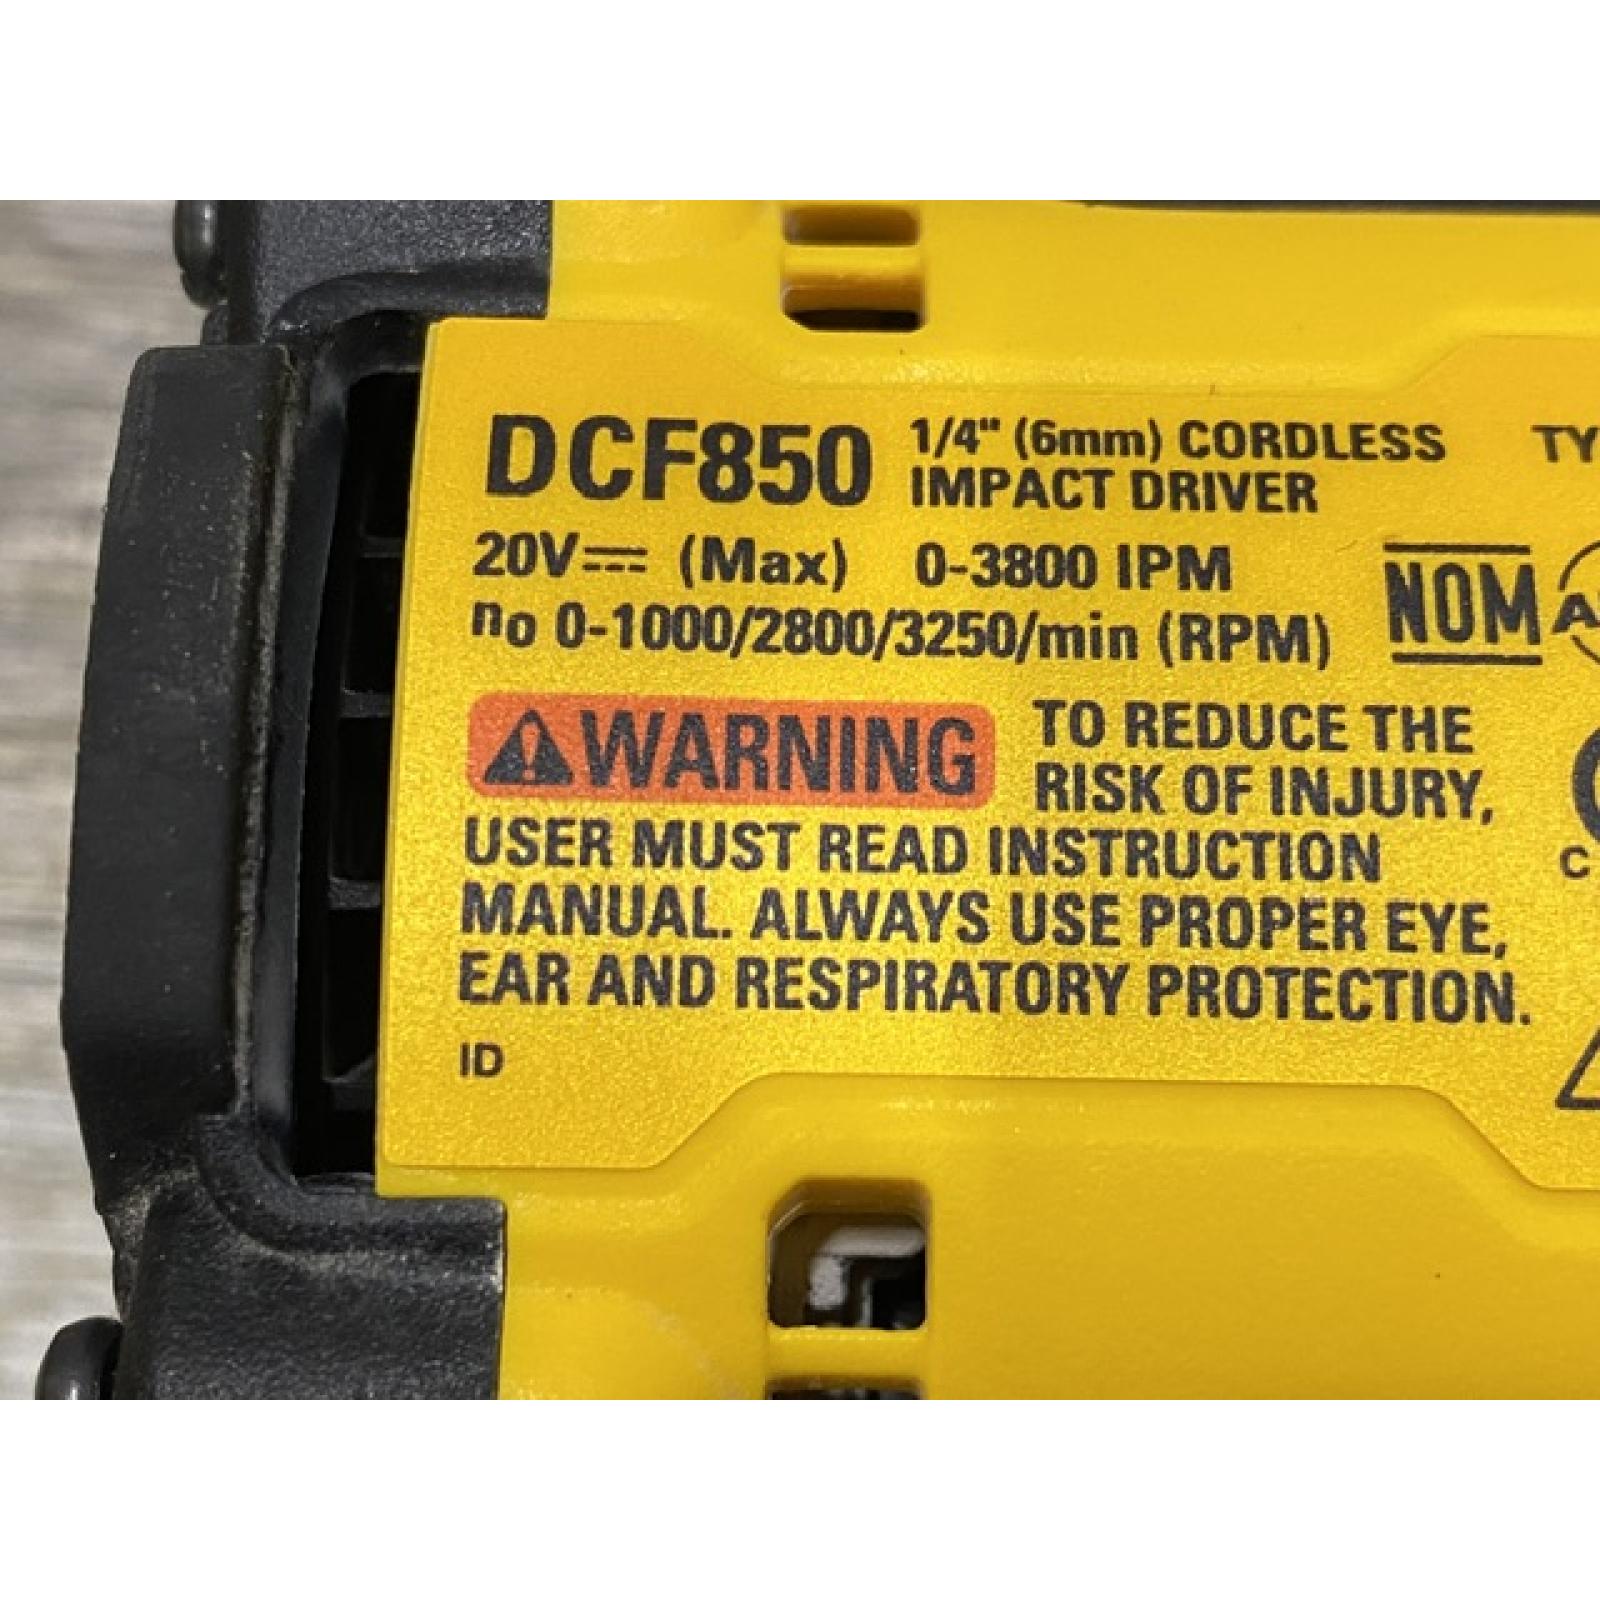 DCF850 1/4" (6mm) CORDLESS
IMPACT DRIVER
20V⎓ (Max) 0-3800 IPM
n₀ 0-1000/2800/3250/min (RPM)
NOM
WARNING TO REDUCE THE
RISK OF INJURY,
USER MUST READ INSTRUCTION
MANUAL. ALWAYS USE PROPER EYE,
EAR AND RESPIRATORY PROTECTION.
ID